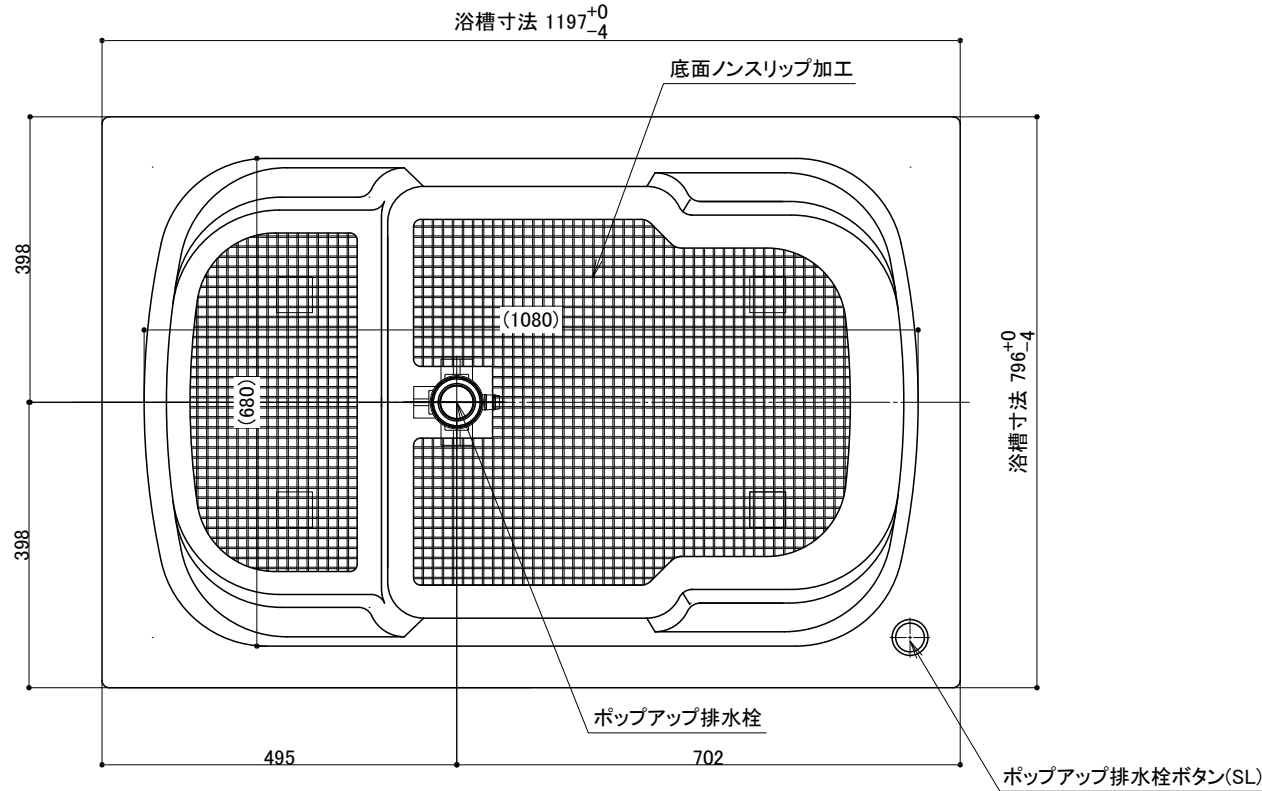 浴槽寸法 1197+0-4
底面ノンスリップ加工
398
(1080)
浴槽寸法 796+0-4
(680)
398
ポップアップ排水栓
495
702
ポップアップ排水栓ボタン(SL)